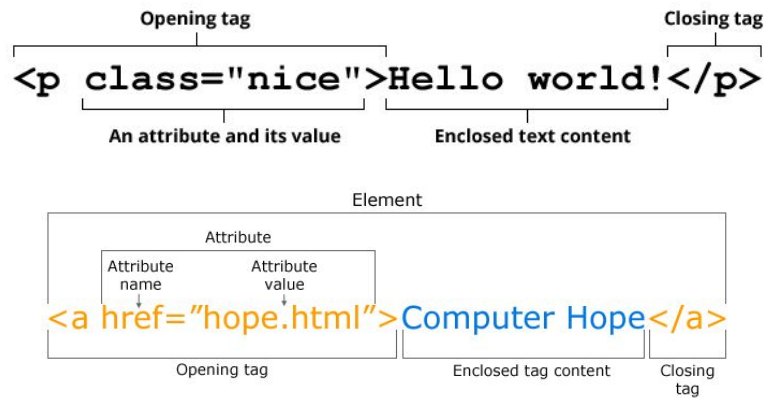 Opening tag
Closing tag
<p class="nice">Hello world!</p>
An attribute and its value
Enclosed text content
Element
Attribute
Attribute name
Attribute value
<a href=”hope.html”>Computer Hope</a>
Opening tag
Enclosed tag content
Closing tag